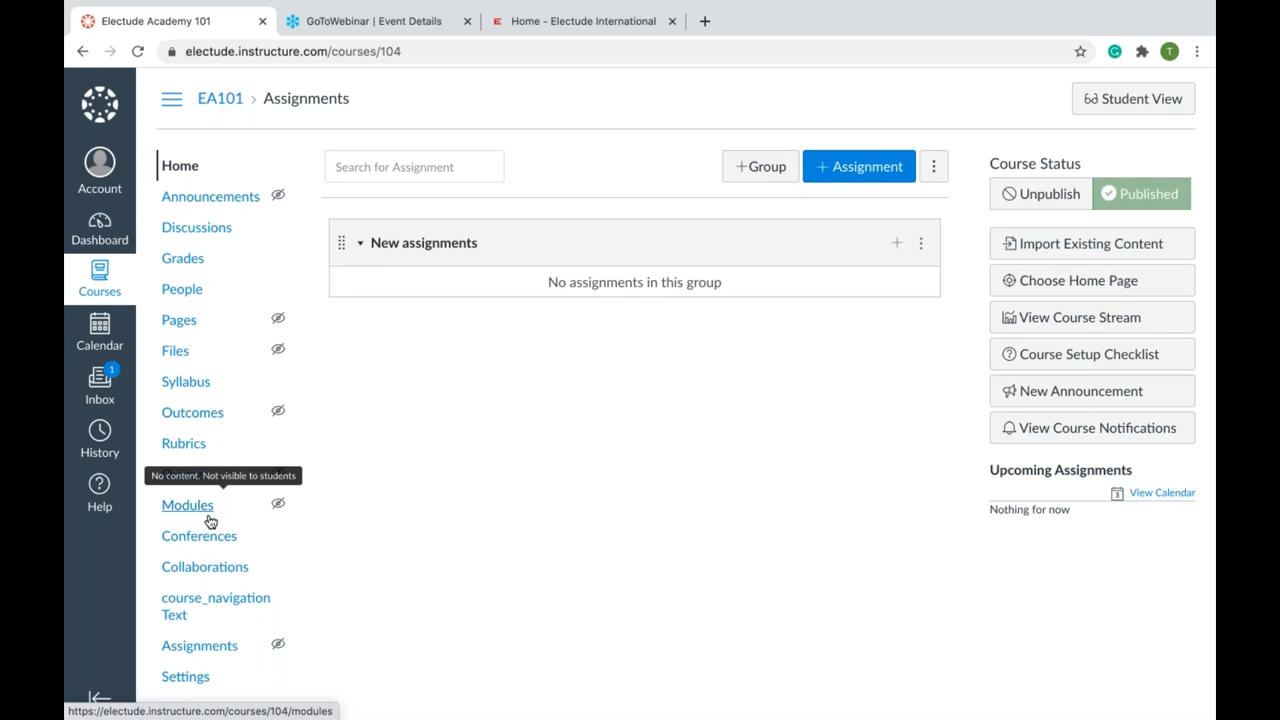 Electude Academy 101
GoToWebinar | Event Details
Home - Electude International
electude.instructure.com/courses/104
T
EA101 › Assignments
Student View
Account
Dashboard
Courses
Calendar
1
Inbox
History
Help
Home
Announcements
Discussions
Grades
People
Pages
Files
Syllabus
Outcomes
Rubrics
No content. Not visible to students
Modules
Conferences
Collaborations
course_navigation
Text
Assignments
Settings
Search for Assignment
+Group
+ Assignment
New assignments
No assignments in this group
Course Status
Unpublish
Published
Import Existing Content
Choose Home Page
View Course Stream
Course Setup Checklist
New Announcement
View Course Notifications
Upcoming Assignments
3
View Calendar
Nothing for now
https://electude.instructure.com/courses/104/modules